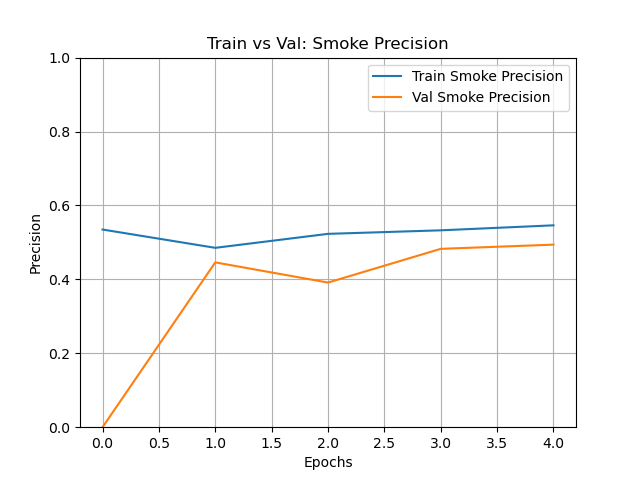 Train vs Val: Smoke Precision
1.0
0.8
0.6
0.4
0.2
0.0
Precision
Train Smoke Precision
Val Smoke Precision
0.0 0.5 1.0 1.5 2.0 2.5 3.0 3.5 4.0
Epochs